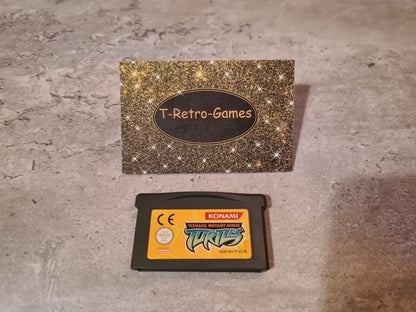 T-Retro-Games
CE
KONAMI
TEENAGE MUTANT NINJA
TURTLES